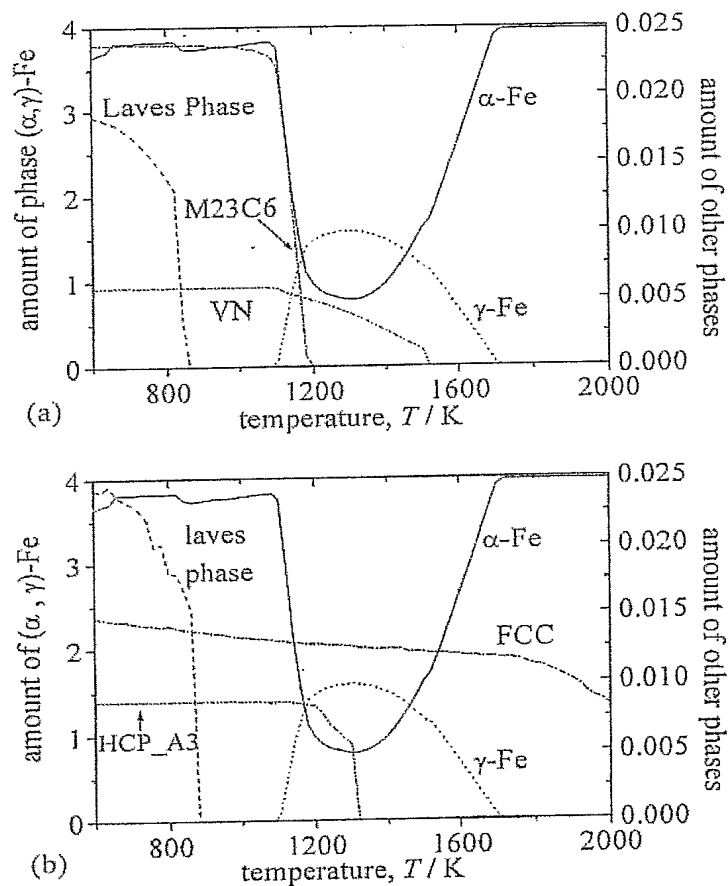 4
3
2
1
0
amount of phase (α,γ)-Fe
Laves Phase
M23C6
VN
α-Fe
γ-Fe
0.025
0.020
0.015
0.010
0.005
0.000
amount of other phases
800
1200
1600
2000
temperature, T / K
(a)
4
3
2
1
0
amount of (α , γ)-Fe
laves
phase
α-Fe
FCC
HCP_A3
γ-Fe
0.025
0.020
0.015
0.010
0.005
0.000
amount of other phases
800
1200
1600
2000
temperature, T / K
(b)